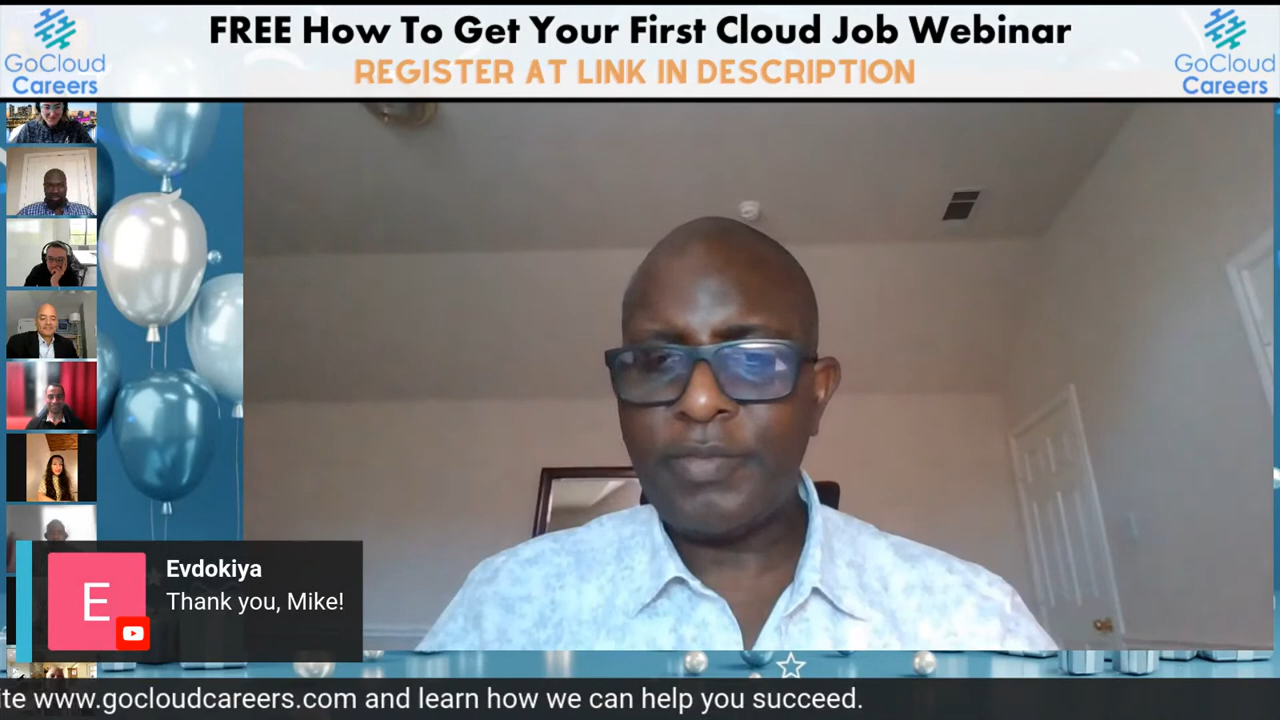 FREE How To Get Your First Cloud Job Webinar
REGISTER AT LINK IN DESCRIPTION
GoCloud
Careers
GoCloud
Careers
E
Evdokiya
Thank you, Mike!
ite www.gocloudcareers.com and learn how we can help you succeed.